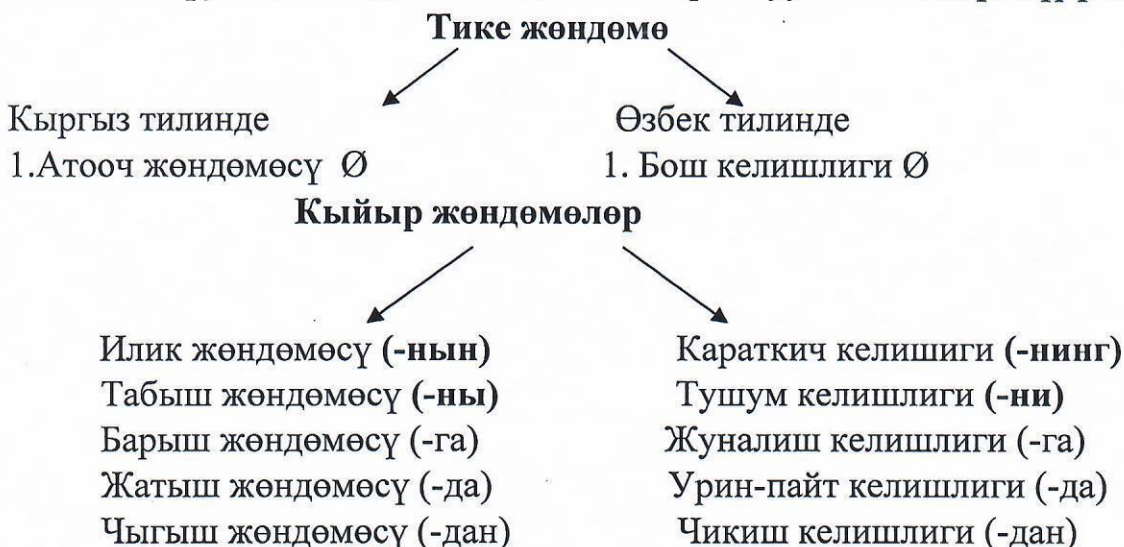 Тике жөндөмө
Кыргыз тилинде Өзбек тилинде
1.Атооч жөндөмөсү Ø 1. Бош келишлиги Ø
Кыйыр жөндөмөлөр
Илик жөндөмөсү (-нын) Караткич келишиги (-нинг)
Табыш жөндөмөсү (-ны) Тушум келишлиги (-ни)
Барыш жөндөмөсү (-га) Жуналиш келишлиги (-га)
Жатыш жөндөмөсү (-да) Урин-пайт келишлиги (-да)
Чыгыш жөндөмөсү (-дан) Чикиш келишлиги (-дан)